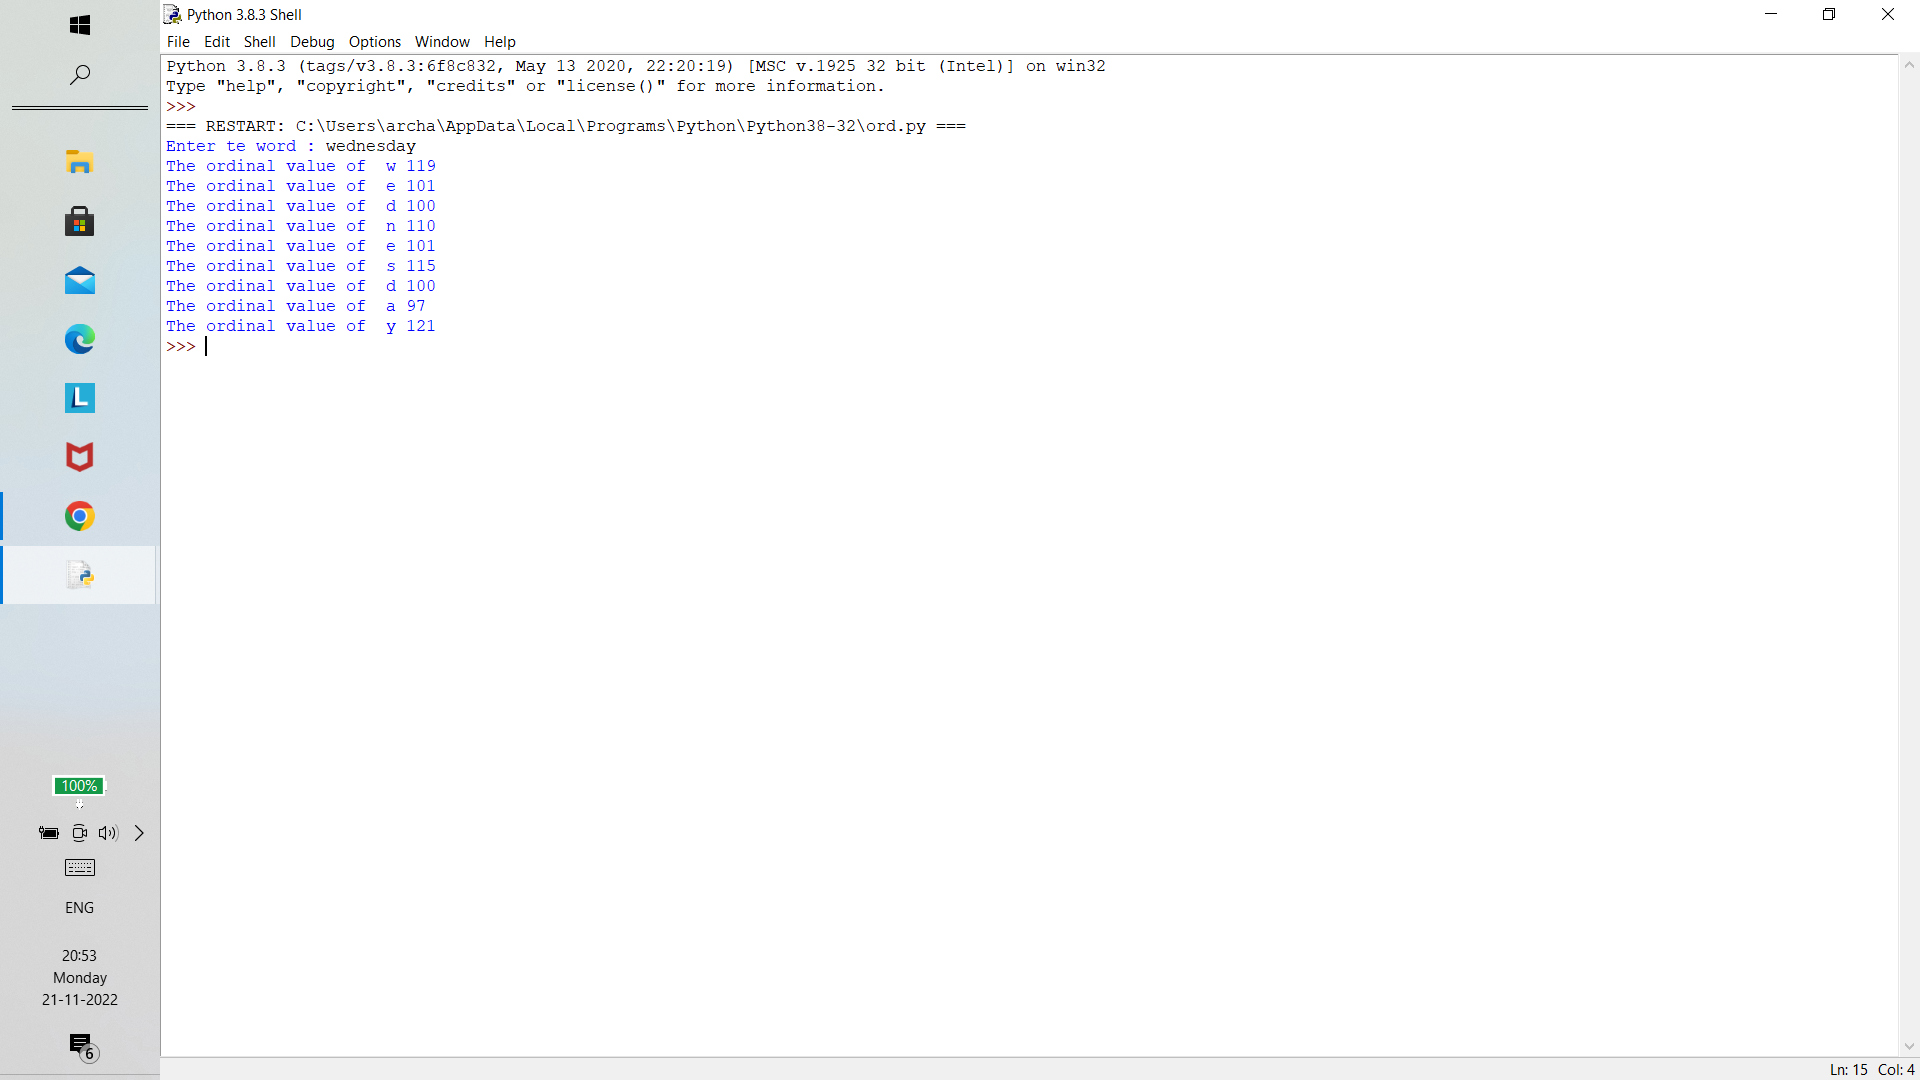 Python 3.8.3 Shell
File Edit Shell Debug Options Window Help
Python 3.8.3 (tags/v3.8.3:6f8c832, May 13 2020, 22:20:19) [MSC v.1925 32 bit (Intel)] on win32
Type "help", "copyright", "credits" or "license()" for more information.
>>>
=== RESTART: C:\Users\archa\AppData\Local\Programs\Python\Python38-32\ord.py ===
Enter te word : wednesday
The ordinal value of  w 119
The ordinal value of  e 101
The ordinal value of  d 100
The ordinal value of  n 110
The ordinal value of  e 101
The ordinal value of  s 115
The ordinal value of  d 100
The ordinal value of  a 97
The ordinal value of  y 121
>>>
L
100%
ENG
20:53
Monday
21-11-2022
6
Ln: 15 Col: 4